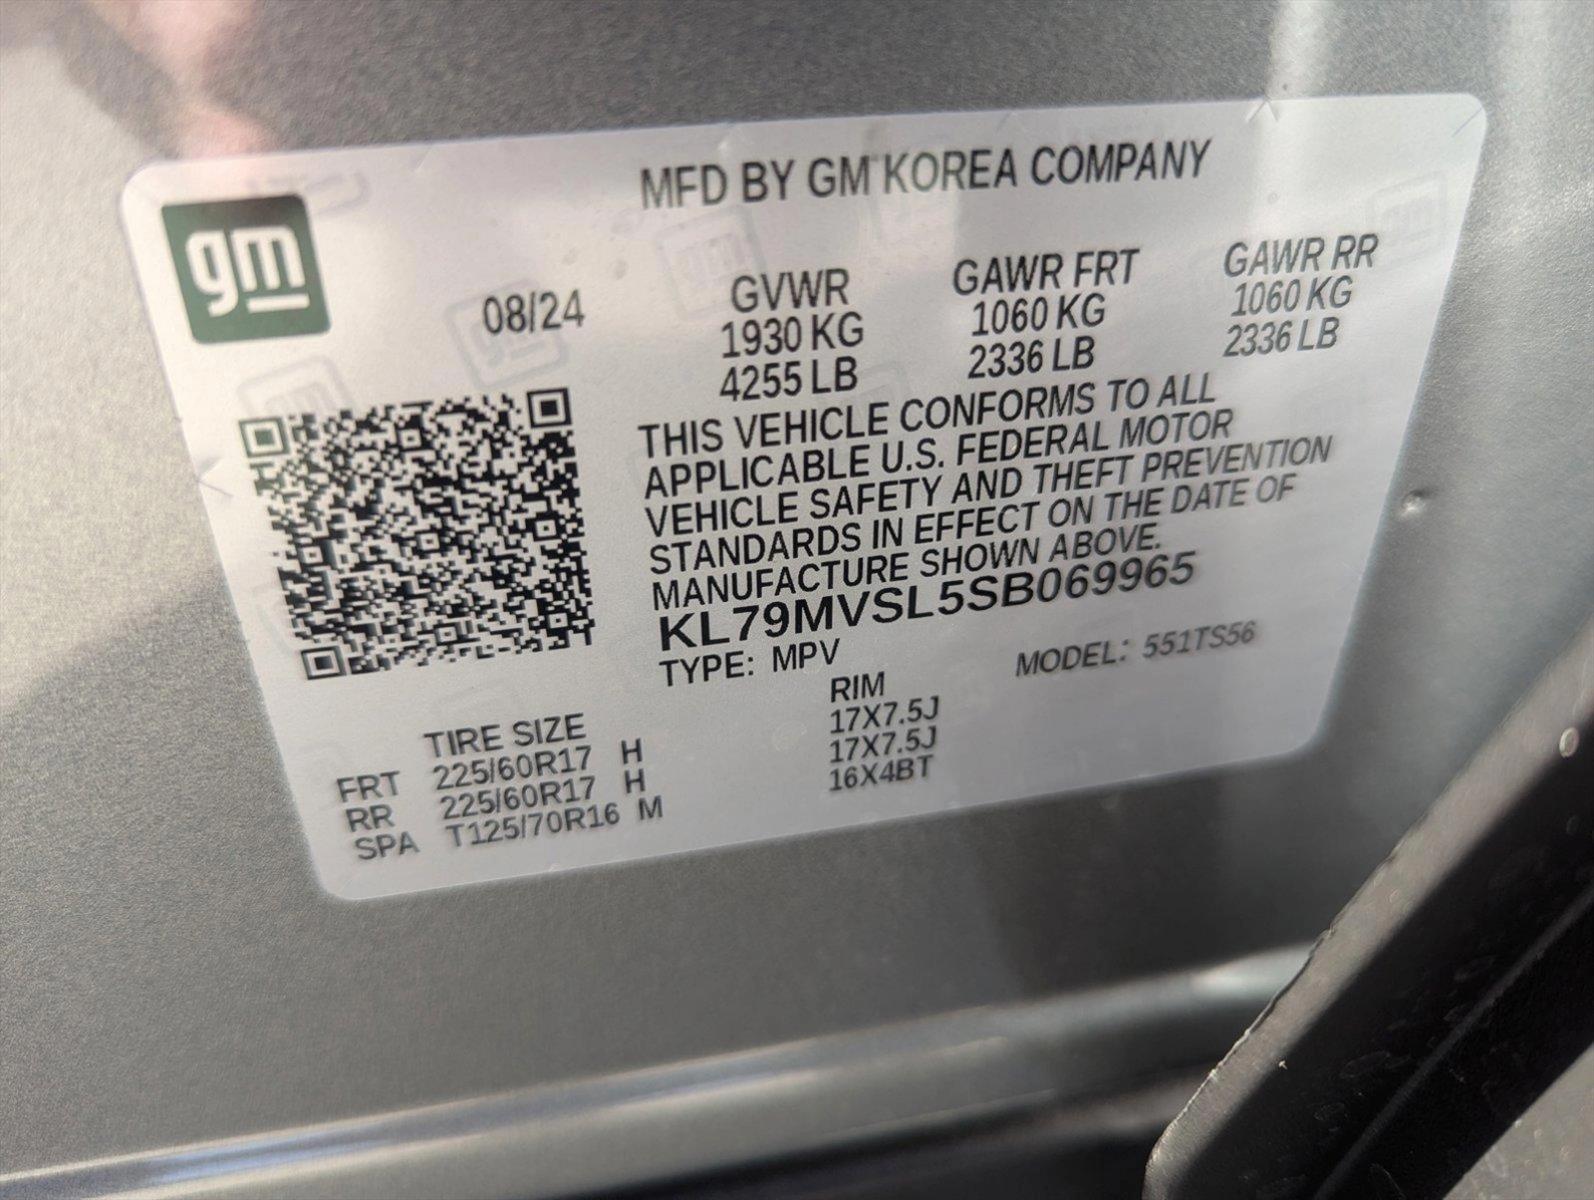 MFD BY GM KOREA COMPANY
gm
08/24
GVWR GAWR FRT GAWR RR
1930 KG 1060 KG 1060 KG
4255 LB 2336 LB 2336 LB
THIS VEHICLE CONFORMS TO ALL
APPLICABLE U.S. FEDERAL MOTOR
VEHICLE SAFETY AND THEFT PREVENTION
STANDARDS IN EFFECT ON THE DATE OF
MANUFACTURE SHOWN ABOVE.
KL79MVSL5SB069965
TYPE: MPV MODEL: 551TS56
TIRE SIZE RIM
FRT 225/60R17 H 17X7.5J
RR 225/60R17 H 17X7.5J
SPA T125/70R16 M 16X4BT